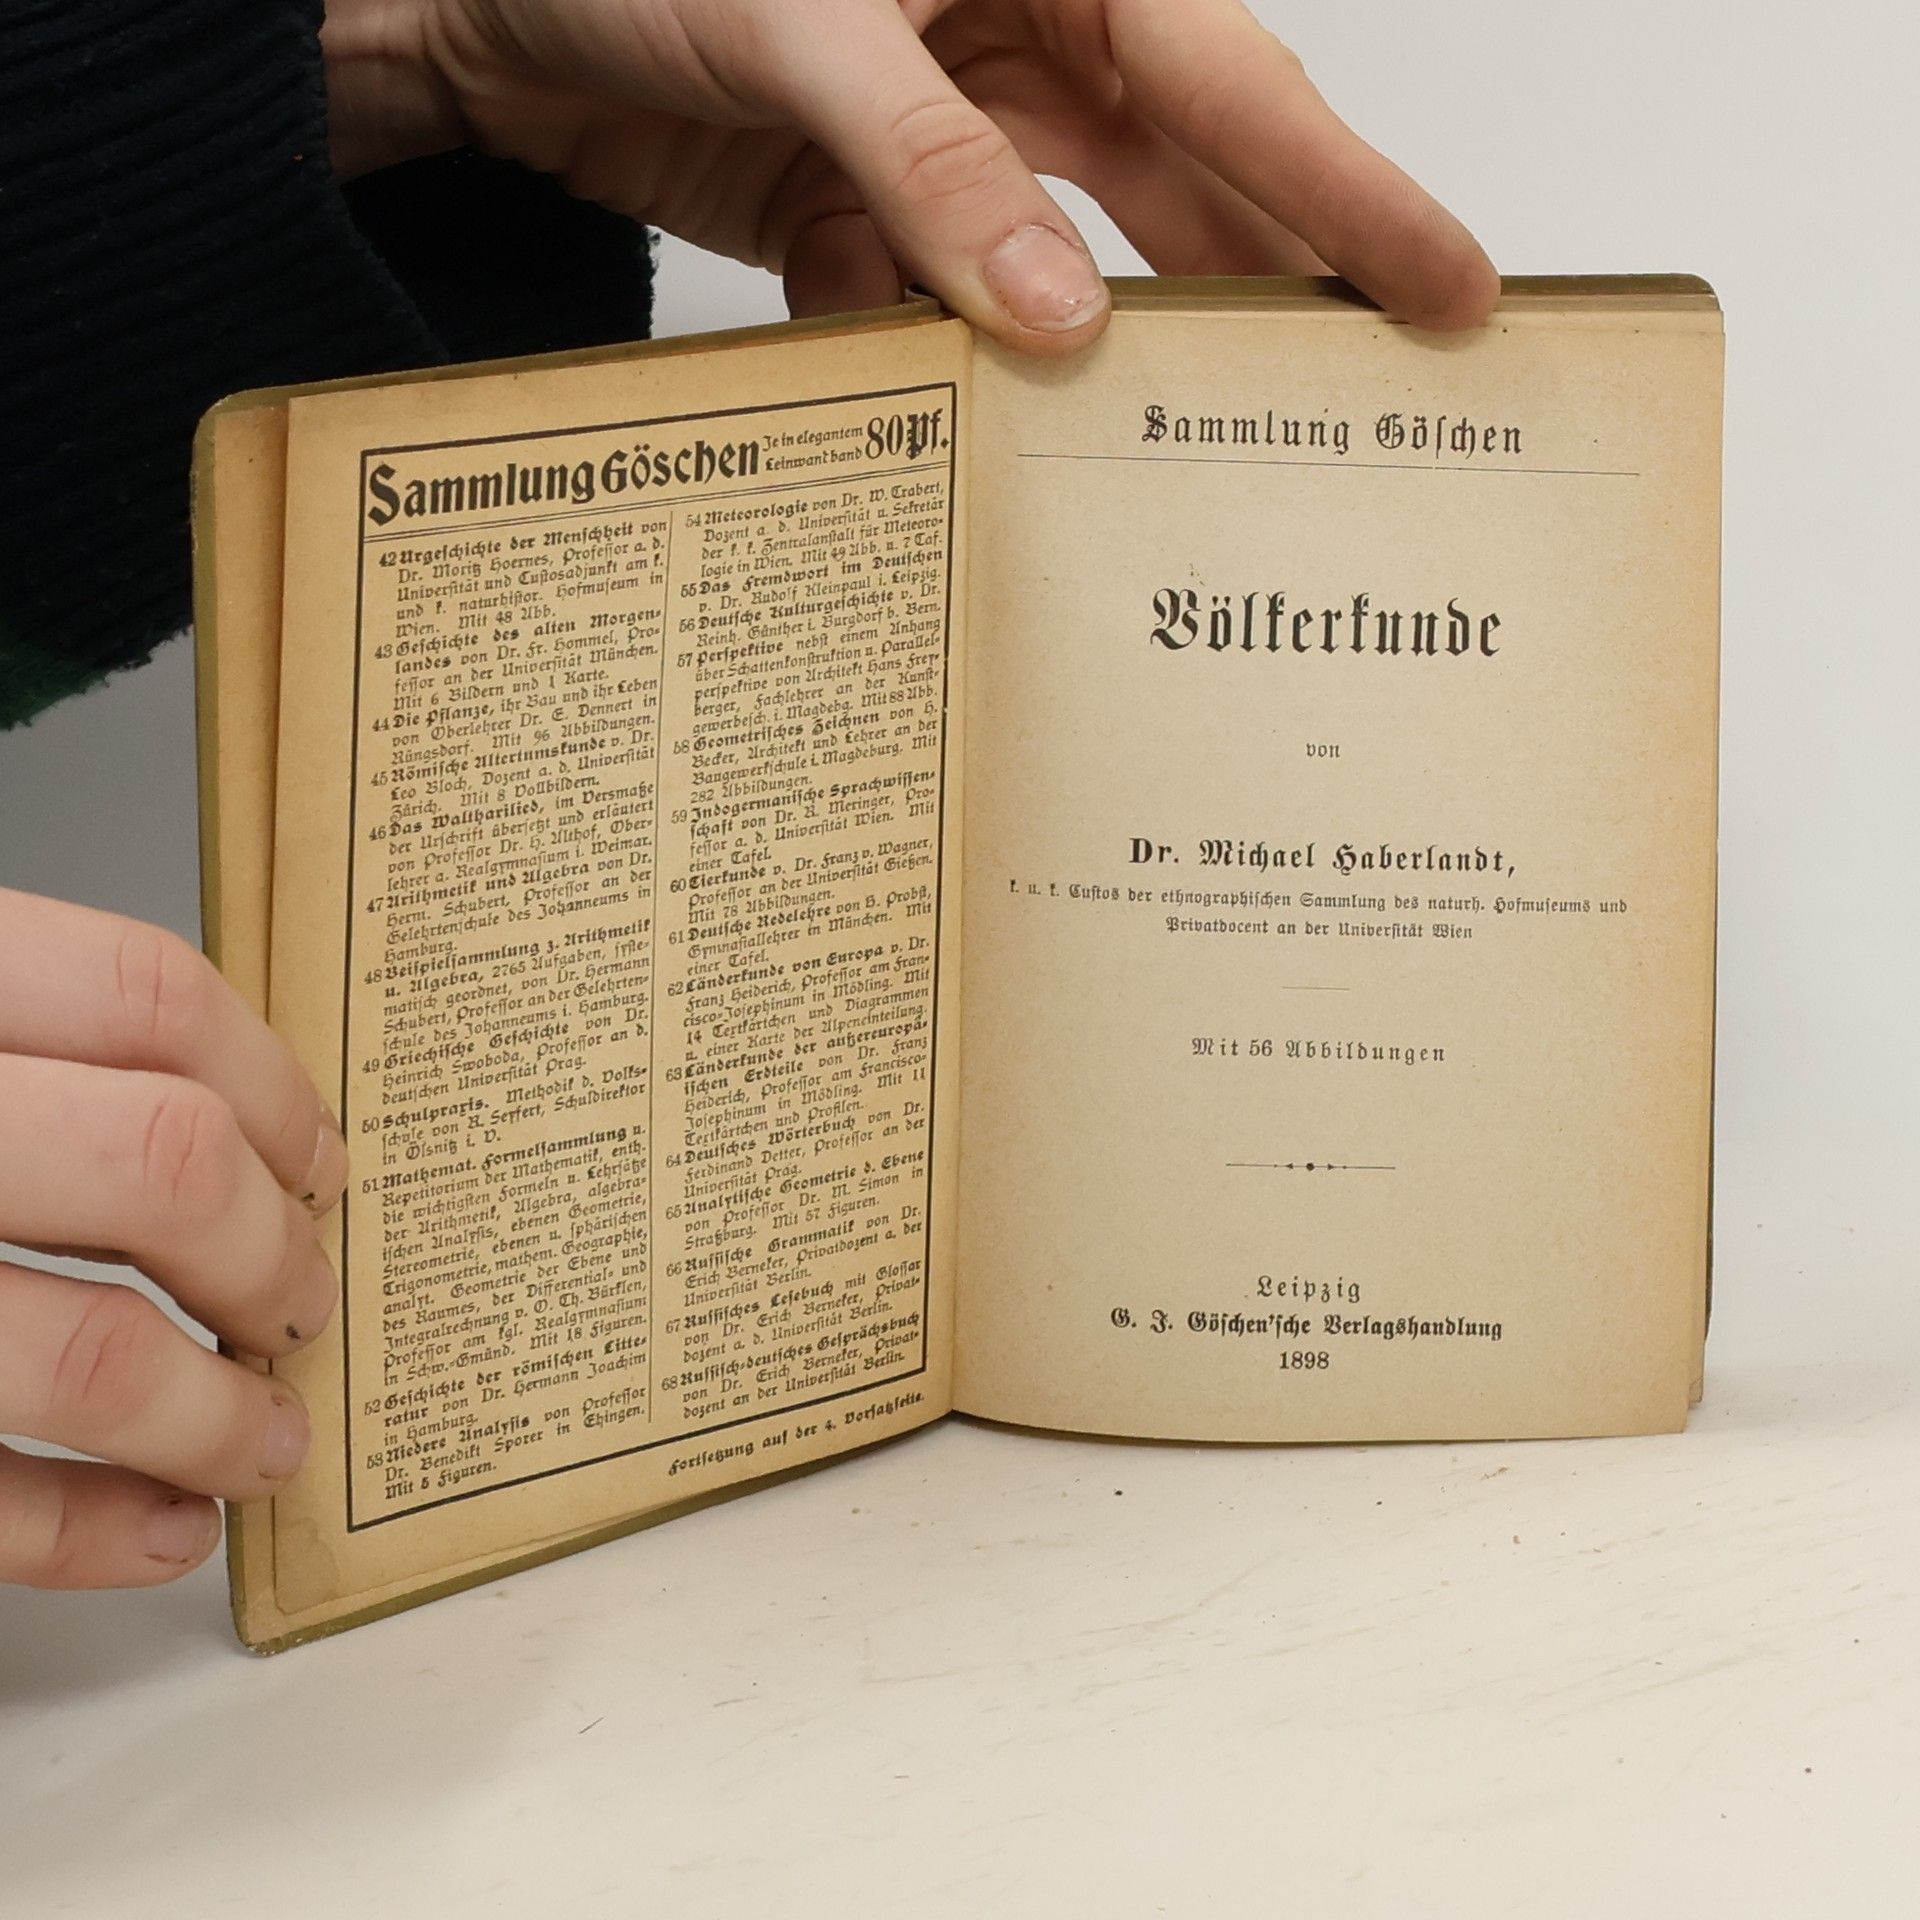 Sammlung Göschen Je in elegantem Leinwandband 80 Pf.
42 Urgeschichte der Menschheit von
Dr. Moritz Hoernes, Professor a. d.
Universität und Custosadjunkt am k.
und k. naturhistor. Hofmuseum in
Wien. Mit 48 Abb.
43 Geschichte des alten Morgen-
landes von Dr. Fr. Hommel, Pro-
fessor an der Universität München.
Mit 6 Bildern und 1 Karte.
44 Die Pflanze, ihr Bau und ihr Leben
von Oberlehrer Dr. E. Dennert in
Rüngsdorf. Mit 96 Abbildungen.
45 Römische Altertumskunde v. Dr.
Leo Bloch, Dozent a. d. Universität
Zürich. Mit 8 Vollbildern.
46 Das Waltharilied, im Versmaße
der Urschrift übersetzt und erläutert
von Professor Dr. H. Althof, Ober-
lehrer a. Realgymnasium i. Weimar.
47 Arithmetik und Algebra von Dr.
Herm. Schubert, Professor an der
Gelehrtenschule des Johanneums in
Hamburg.
48 Beispielsammlung z. Arithmetik
u. Algebra, 2765 Aufgaben, syste-
matisch geordnet, von Dr. Hermann
Schubert, Professor an der Gelehrten-
schule des Johanneums i. Hamburg.
49 Griechische Geschichte von Dr.
Heinrich Swoboda, Professor an d.
deutschen Universität Prag.
50 Schulpraxis. Methodik d. Volks-
schule von R. Seyfert, Schuldirektor
in Ölsnitz i. V.
51 Mathemat. Formelsammlung u.
Repetitorium der Mathematik, enth.
die wichtigsten Formeln u. Lehrsätze
der Arithmetik, Algebra, algebra-
ischen Analysis, ebenen Geometrie,
Stereometrie, ebenen u. sphärischen
Trigonometrie, mathem. Geographie,
analyt. Geometrie der Ebene und
des Raumes, der Differential- und
Integralrechnung v. O. Th. Bürklen,
Professor am kgl. Realgymnasium
in Schw.-Gmünd. Mit 18 Figuren.
52 Geschichte der römischen Litte-
ratur von Dr. Hermann Joachim
in Hamburg.
53 Niedere Analysis von Professor
Dr. Benedikt Sporer in Ehingen.
Mit 5 Figuren.
54 Meteorologie von Dr. W. Trabert,
Dozent a. d. Universität u. Sekretär
der k. k. Zentralanstalt für Meteoro-
logie in Wien. Mit 49 Abb. u. 7 Taf.
55 Das Fremdwort im Deutschen
v. Dr. Rudolf Kleinpaul i. Leipzig.
56 Deutsche Kulturgeschichte v. Dr.
Reinh. Günther i. Burgdorf b. Bern.
57 Perspektive nebst einem Anhang
über Schattenkonstruktion u. Parallel-
perspektive von Architekt Hans Frey-
berger, Fachlehrer an der Kunst-
gewerbesch. i. Magdebg. Mit 88 Abb.
58 Geometrisches Zeichnen von H.
Becker, Architekt und Lehrer an der
Baugewerkschule i. Magdeburg. Mit
282 Abbildungen.
59 Indogermanische Sprachwissen-
schaft von Dr. R. Meringer, Pro-
fessor a. d. Universität Wien. Mit
einer Tafel.
60 Tierkunde v. Dr. Franz v. Wagner,
Professor an der Universität Gießen.
Mit 78 Abbildungen.
61 Deutsche Redelehre von H. Probst,
Gymnasiallehrer in München. Mit
einer Tafel.
62 Länderkunde von Europa v. Dr.
Franz Heiderich, Professor am Fran-
cisco-Josephinum in Mödling. Mit
14 Textkärtchen und Diagrammen
u. einer Karte der Alpeneinteilung.
63 Länderkunde der außereuropä-
ischen Erdteile von Dr. Franz
Heiderich, Professor am Francisco-
Josephinum in Mödling. Mit 11
Textkärtchen und Profilen.
64 Deutsches Wörterbuch von Dr.
Ferdinand Detter, Professor an der
Universität Prag.
65 Analytische Geometrie d. Ebene
von Professor Dr. M. Simon in
Straßburg. Mit 57 Figuren.
66 Russische Grammatik von Dr.
Erich Berneker, Privatdozent a. der
Universität Berlin.
67 Russisches Lesebuch mit Glossar
von Dr. Erich Berneker, Privat-
dozent a. d. Universität Berlin.
68 Russisch-deutsches Gesprächsbuch
von Dr. Erich Berneker, Privat-
dozent an der Universität Berlin.
Fortsetzung auf der 4. Vorsatzseite.
Sammlung Göschen
Völkerkunde
von
Dr. Michael Haberlandt,
k. u. k. Custos der ethnographischen Sammlung des naturh. Hofmuseums und
Privatdocent an der Universität Wien
Mit 56 Abbildungen
Leipzig
G. J. Göschen'sche Verlagshandlung
1898